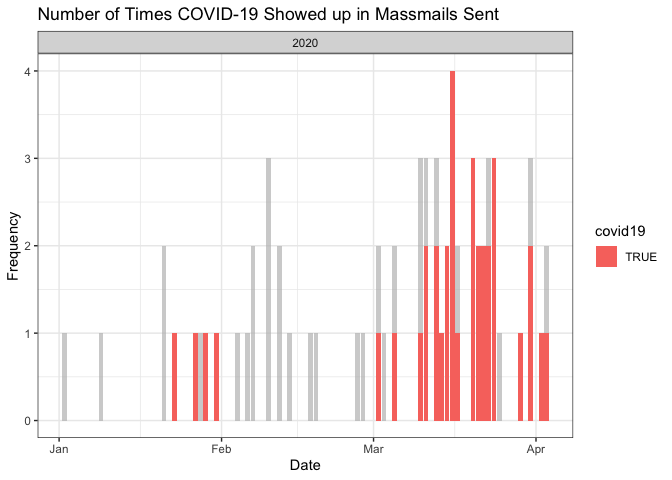 Number of Times COVID-19 Showed up in Massmails Sent
2020
4
3
2
1
0
Frequency
Jan
Feb
Mar
Apr
Date
covid19
TRUE